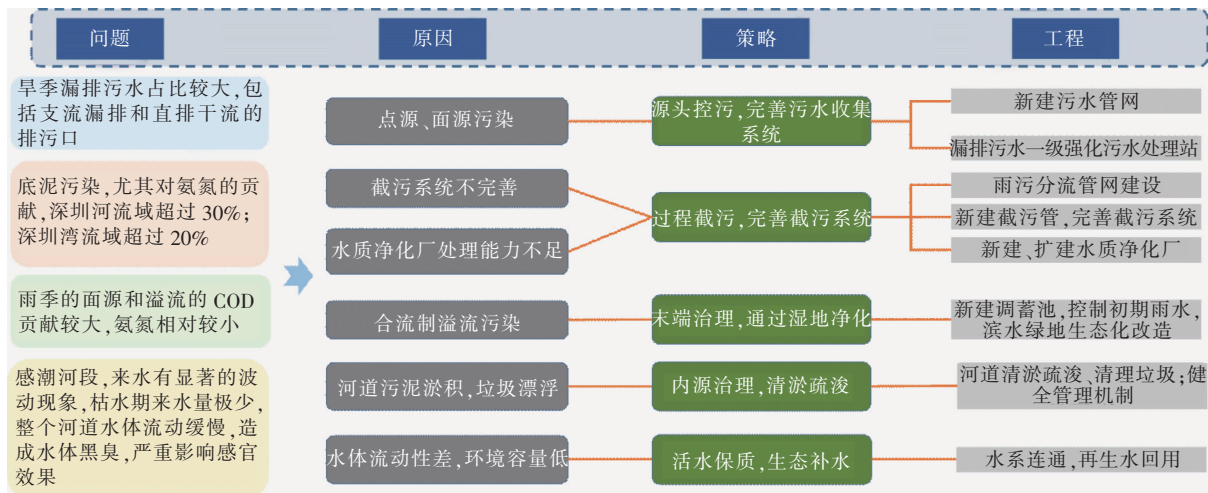 问题
原因
策略
工程
旱季漏排污水占比较大,包
括支流漏排和直排干流的
排污口
底泥污染,尤其对氨氮的贡
献,深圳河流域超过 30%;
深圳湾流域超过 20%
雨季的面源和溢流的 COD
贡献较大,氨氮相对较小
感潮河段,来水有显著的波
动现象,枯水期来水量极少,
整个河道水体流动缓慢,造
成水体黑臭,严重影响感官
效果
点源、面源污染
截污系统不完善
水质净化厂处理能力不足
合流制溢流污染
河道污泥淤积,垃圾漂浮
水体流动性差,环境容量低
源头控污,完善污水收集
系统
过程截污,完善截污系统
末端治理,通过湿地净化
内源治理,清淤疏浚
活水保质,生态补水
新建污水管网
漏排污水一级强化污水处理站
雨污分流管网建设
新建截污管,完善截污系统
新建、扩建水质净化厂
新建调蓄池,控制初期雨水,
滨水绿地生态化改造
河道清淤疏浚、清理垃圾;健
全管理机制
水系连通,再生水回用